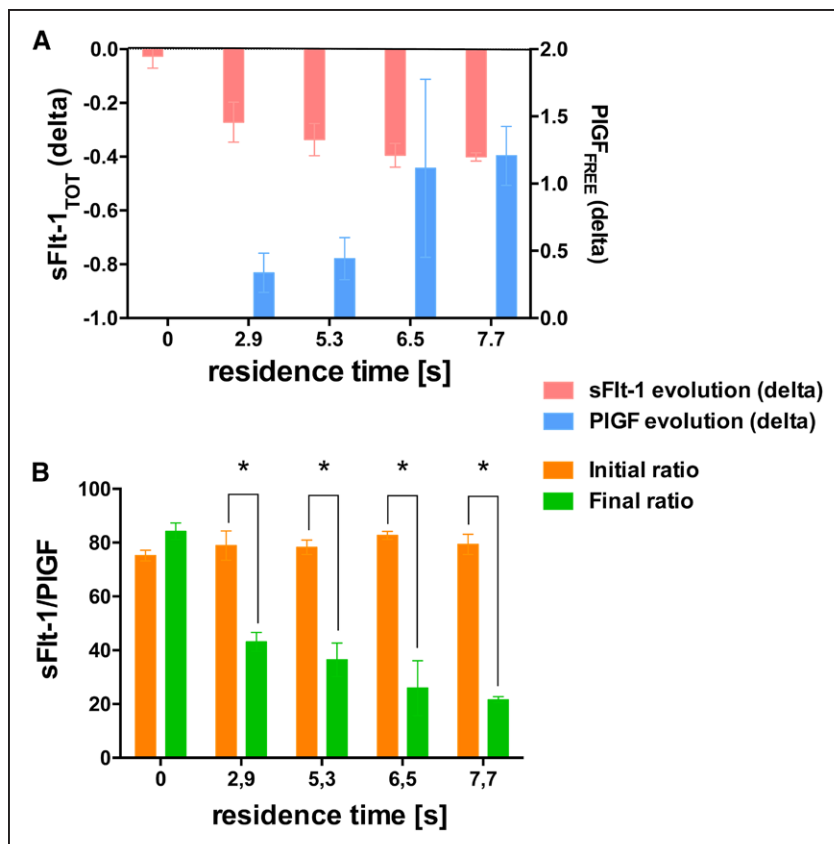 A
0.0
-0.2
-0.4
-0.6
-0.8
-1.0
sFlt-1TOT (delta)
2.0
1.5
1.0
0.5
0.0
PlGFFREE (delta)
0 2.9 5.3 6.5 7.7
residence time [s]
sFlt-1 evolution (delta)
PlGF evolution (delta)
Initial ratio
Final ratio
B
* * * *
100
80
60
40
20
0
sFlt-1/PlGF
0 2,9 5,3 6,5 7,7
residence time [s]